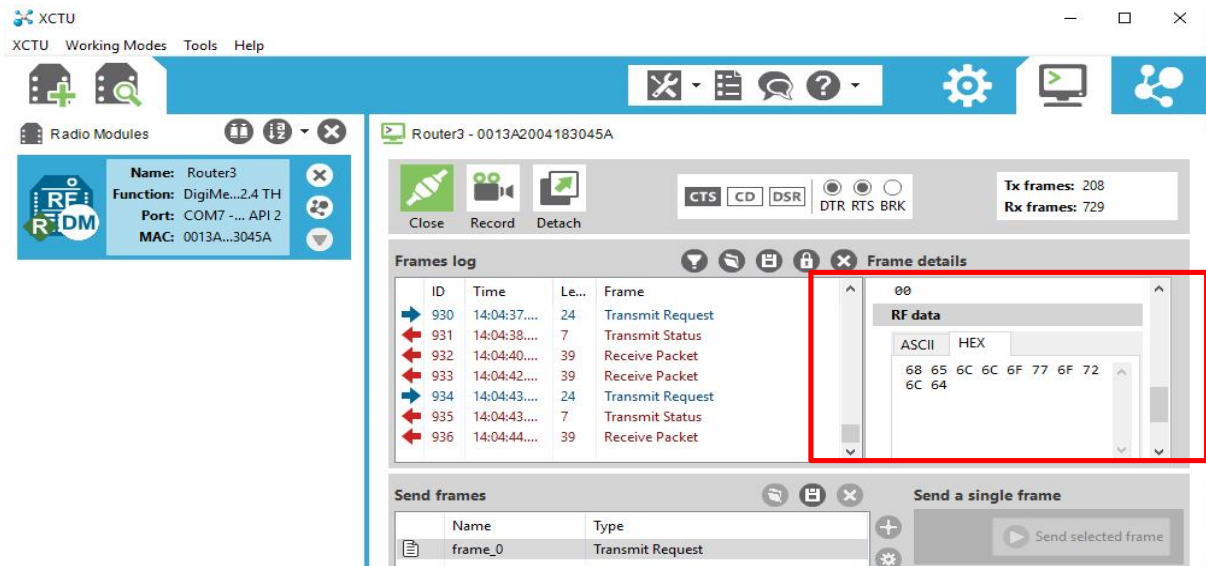 XCTU
XCTU Working Modes Tools Help
Radio Modules
Name: Router3
Function: DigiMe...2.4 TH
Port: COM7 -... API 2
MAC: 0013A...3045A
RF
R
DM
Router3 - 0013A2004183045A
Close Record Detach
CTS CD DSR DTR RTS BRK
Tx frames: 208
Rx frames: 729
Frames log
ID Time Le... Frame
930 14:04:37.... 24 Transmit Request
931 14:04:38.... 7 Transmit Status
932 14:04:40.... 39 Receive Packet
933 14:04:42.... 39 Receive Packet
934 14:04:43.... 24 Transmit Request
935 14:04:43.... 7 Transmit Status
936 14:04:44.... 39 Receive Packet
Frame details
00
RF data
ASCII HEX
68 65 6C 6C 6F 77 6F 72
6C 64
Send frames
Name Type
frame_0 Transmit Request
Send a single frame
Send selected frame